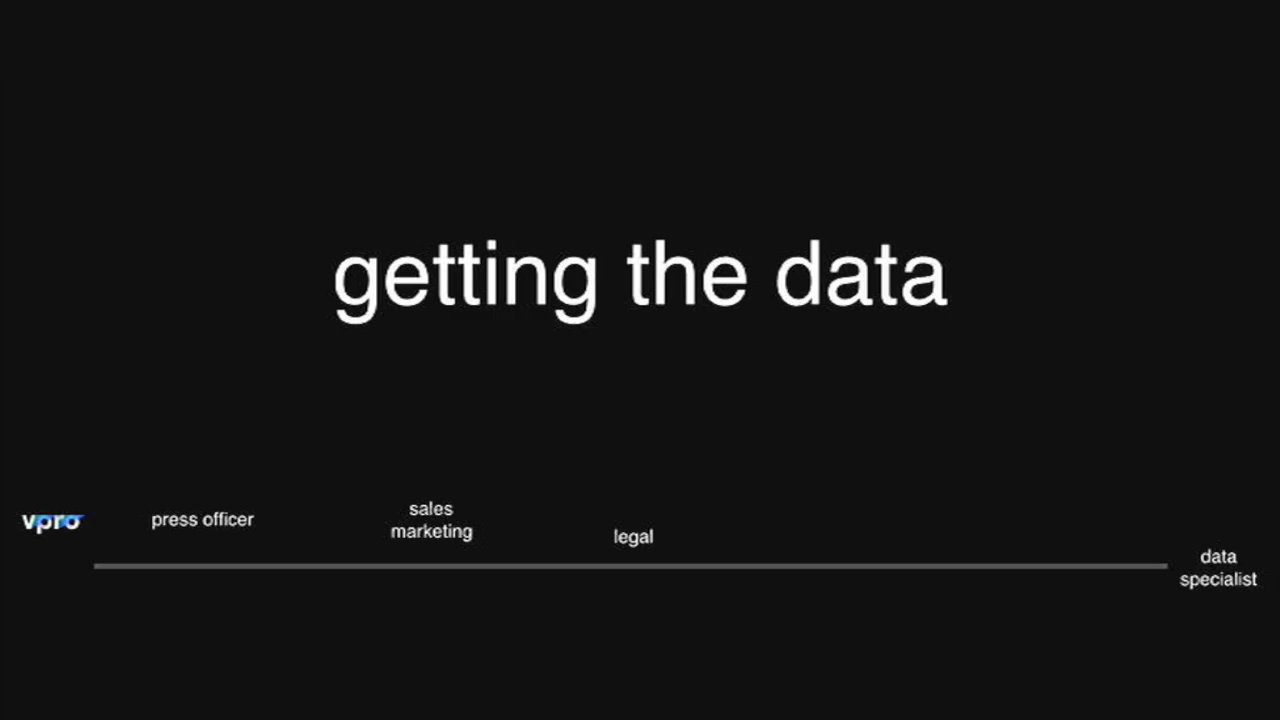 getting the data
vpro
press officer
sales
marketing
legal
data
specialist